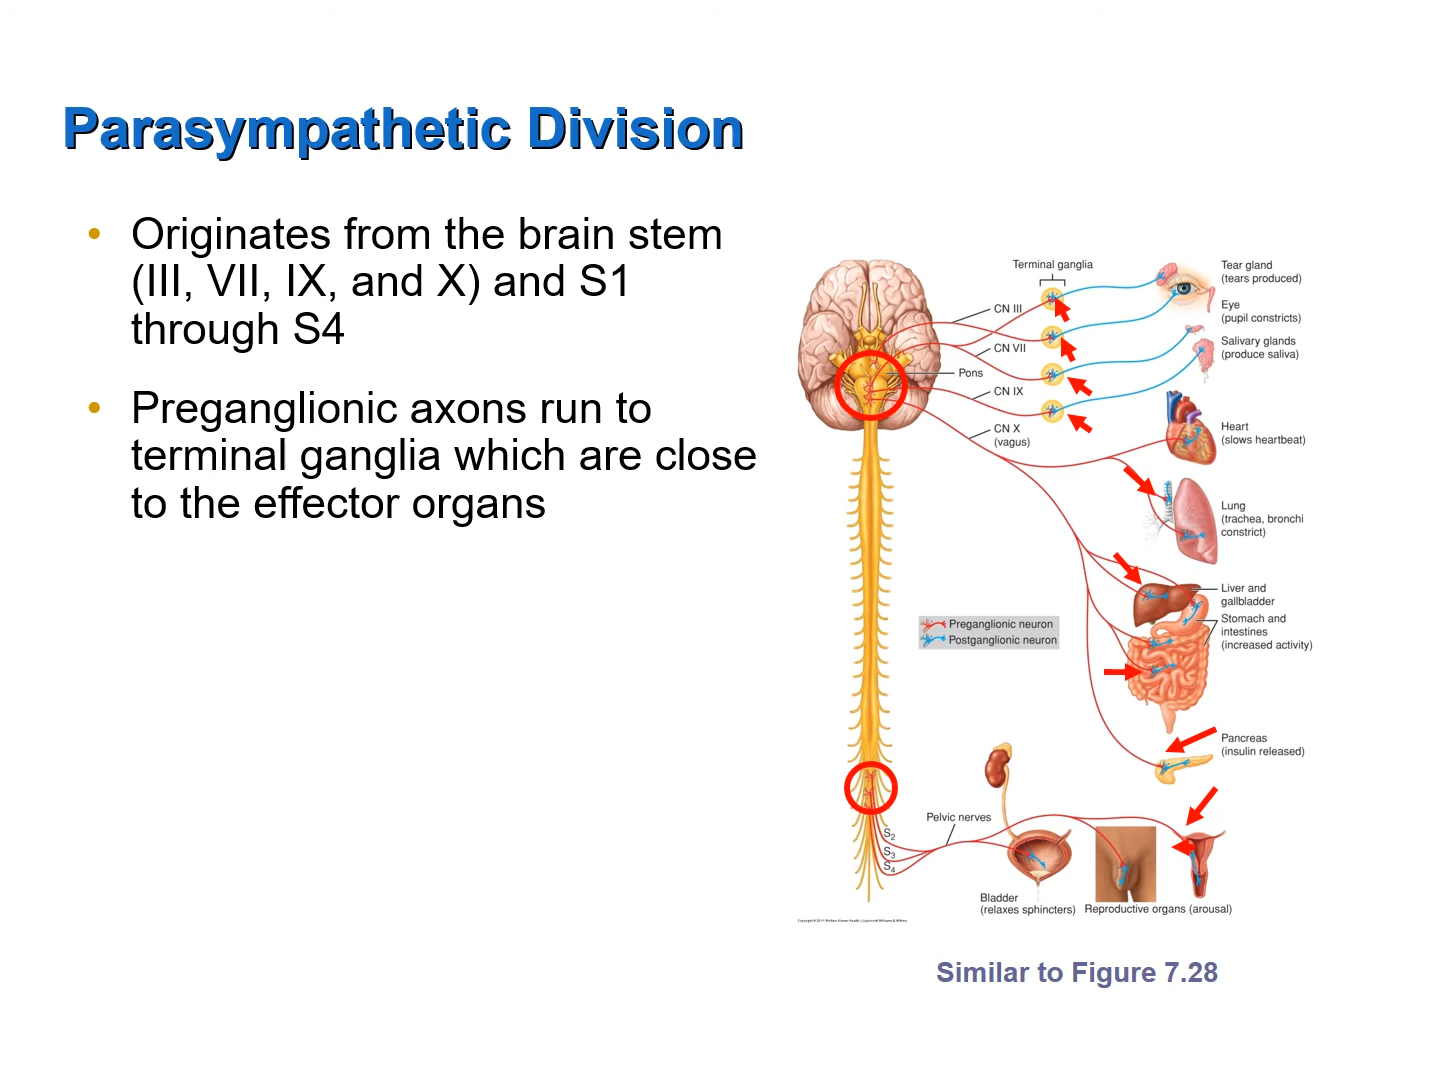 Parasympathetic Division
• Originates from the brain stem
(III, VII, IX, and X) and S1
through S4
• Preganglionic axons run to
terminal ganglia which are close
to the effector organs
Terminal ganglia
CN III
CN VII
Pons
CN IX
CN X
(vagus)
Tear gland
(tears produced)
Eye
(pupil constricts)
Salivary glands
(produce saliva)
Heart
(slows heartbeat)
Lung
(trachea, bronchi
constrict)
Liver and
gallbladder
Stomach and
intestines
(increased activity)
Preganglionic neuron
Postganglionic neuron
Pancreas
(insulin released)
Pelvic nerves
S2
S3
S4
Bladder
(relaxes sphincters)
Reproductive organs (arousal)
Similar to Figure 7.28